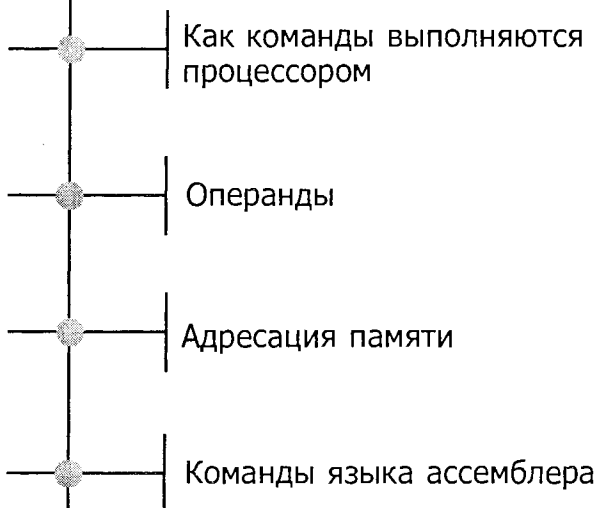 Как команды выполняются
процессором
Операнды
Адресация памяти
Команды языка ассемблера